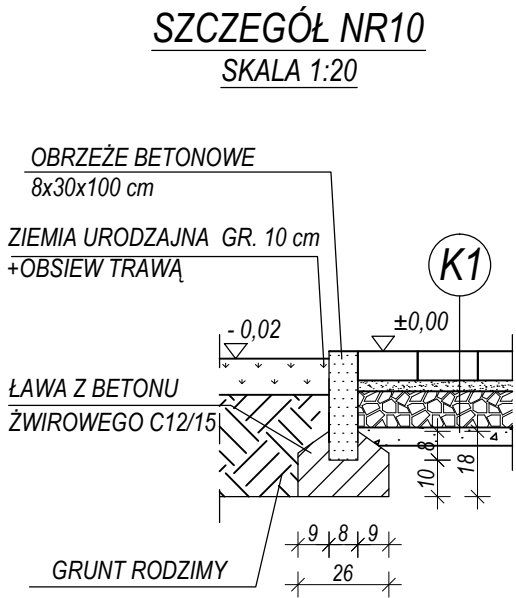 SZCZEGÓŁ NR10
SKALA 1:20
OBRZEŻE BETONOWE
8x30x100 cm
ZIEMIA URODZAJNA GR. 10 cm
+OBSIEW TRAWĄ
K1
- 0,02
±0,00
ŁAWA Z BETONU
ŻWIROWEGO C12/15
8
10
18
9 8 9
26
GRUNT RODZIMY